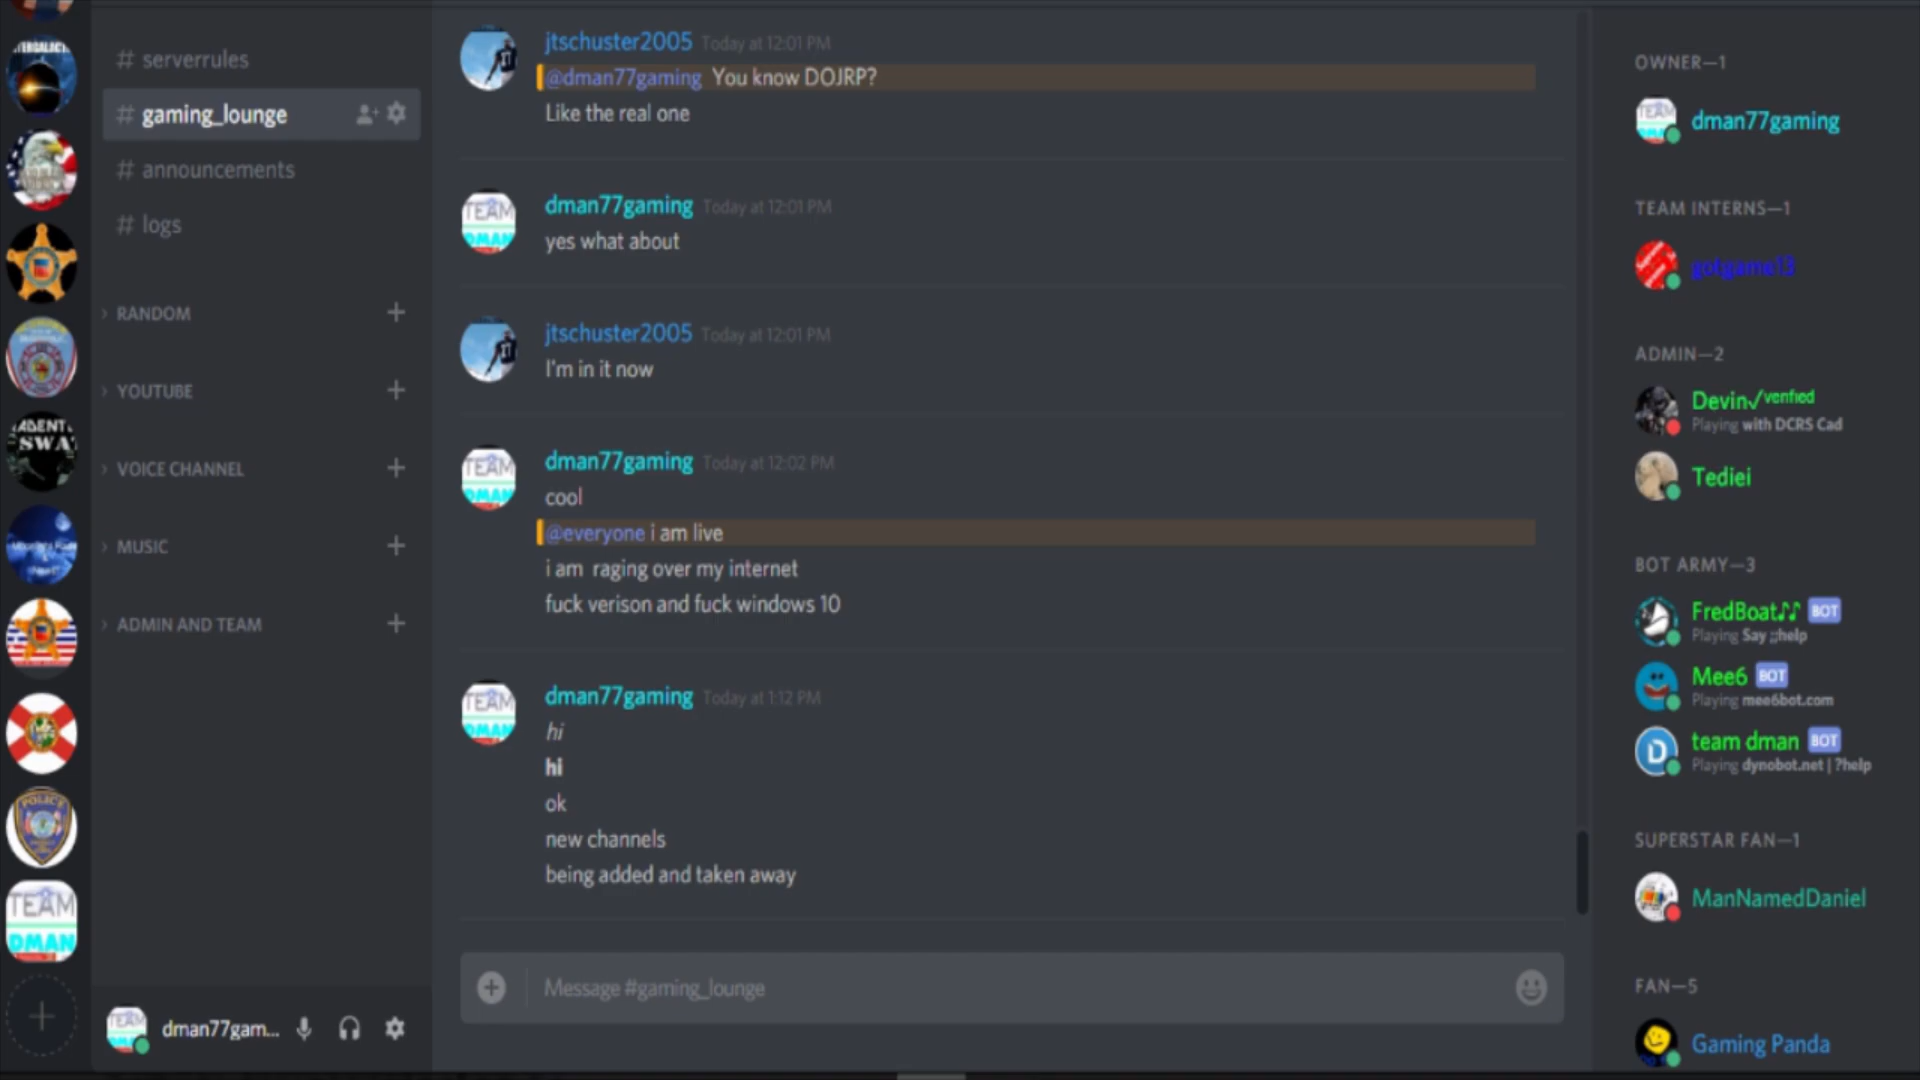 # serverrules
# gaming_lounge
# announcements
# logs
RANDOM
YOUTUBE
VOICE CHANNEL
MUSIC
ADMIN AND TEAM
dman77gam...
jtschuster2005 Today at 12:01 PM
@dman77gaming You know DOJRP?
Like the real one
dman77gaming Today at 12:01 PM
yes what about
jtschuster2005 Today at 12:01 PM
I'm in it now
dman77gaming Today at 12:02 PM
cool
@everyone i am live
i am raging over my internet
fuck verison and fuck windows 10
dman77gaming Today at 1:12 PM
hi
hi
ok
new channels
being added and taken away
Message #gaming_lounge
OWNER—1
dman77gaming
TEAM INTERNS—1
gotgame13
ADMIN—2
Devin✓verified
Playing with DCRS Cad
Tediei
BOT ARMY—3
FredBoat♪♪ BOT
Playing Say ;;help
Mee6 BOT
Playing mee6bot.com
team dman BOT
Playing dynobot.net | ?help
SUPERSTAR FAN—1
ManNamedDaniel
FAN—5
Gaming Panda
TEAM
DMAN
POLICE